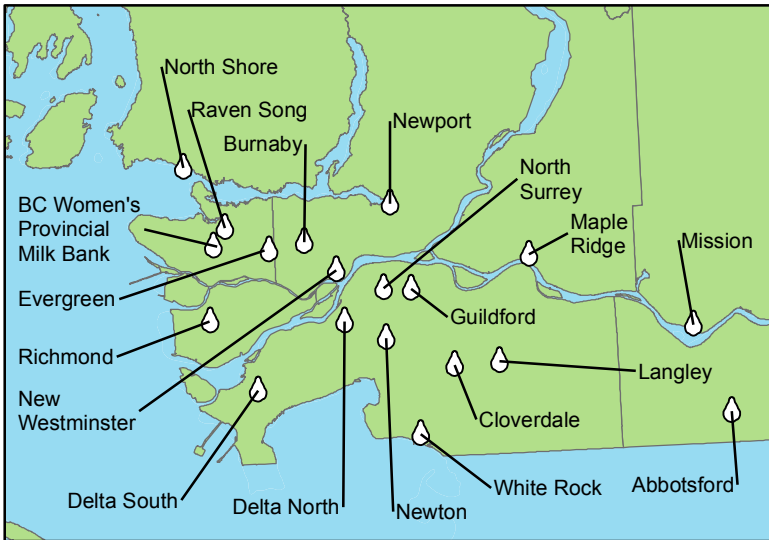 North Shore
Raven Song
Burnaby
Newport
North
Surrey
BC Women's
Provincial
Milk Bank
Maple
Ridge
Mission
Evergreen
Guildford
Richmond
Langley
New
Westminster
Cloverdale
Delta South
Delta North
Newton
White Rock
Abbotsford